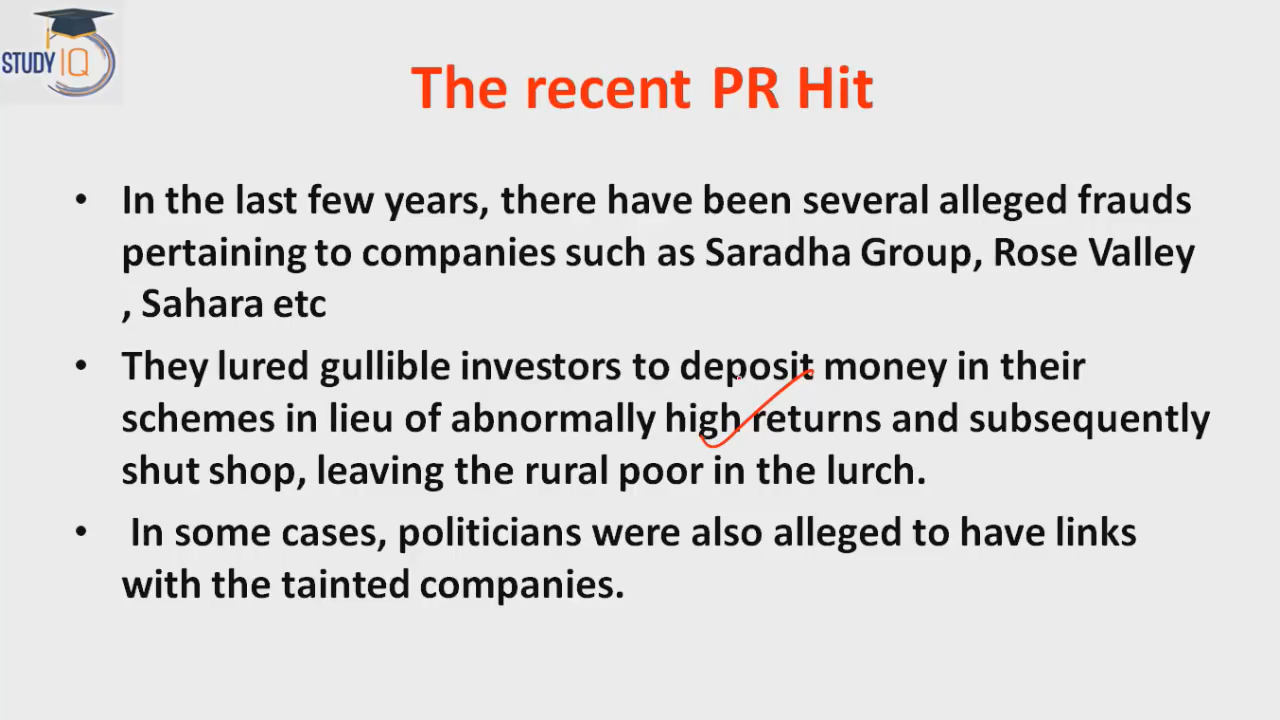 STUDY IQ
The recent PR Hit
• In the last few years, there have been several alleged frauds
pertaining to companies such as Saradha Group, Rose Valley
, Sahara etc
• They lured gullible investors to deposit money in their
schemes in lieu of abnormally high returns and subsequently
shut shop, leaving the rural poor in the lurch.
• In some cases, politicians were also alleged to have links
with the tainted companies.